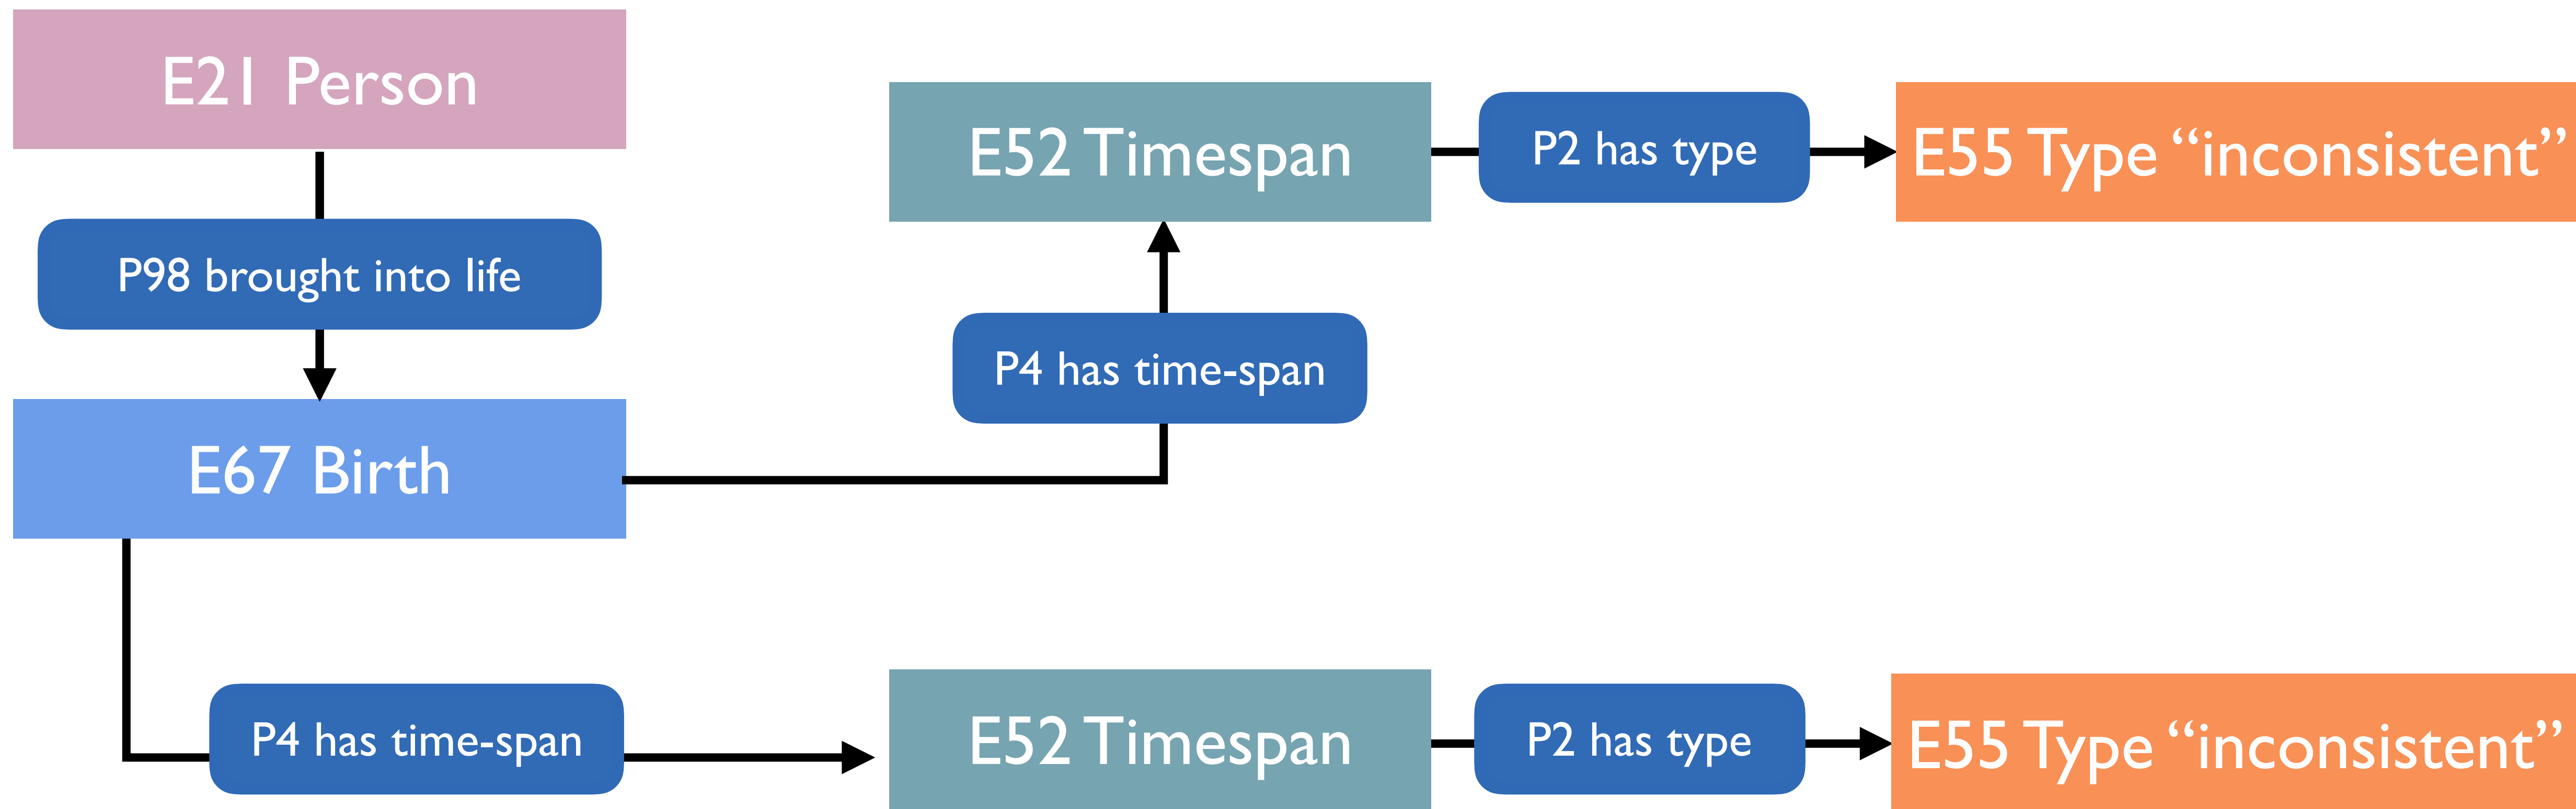 E21 Person
P98 brought into life
E67 Birth
P4 has time-span
E52 Timespan
P2 has type
E55 Type “inconsistent”
P4 has time-span
E52 Timespan
P2 has type
E55 Type “inconsistent”